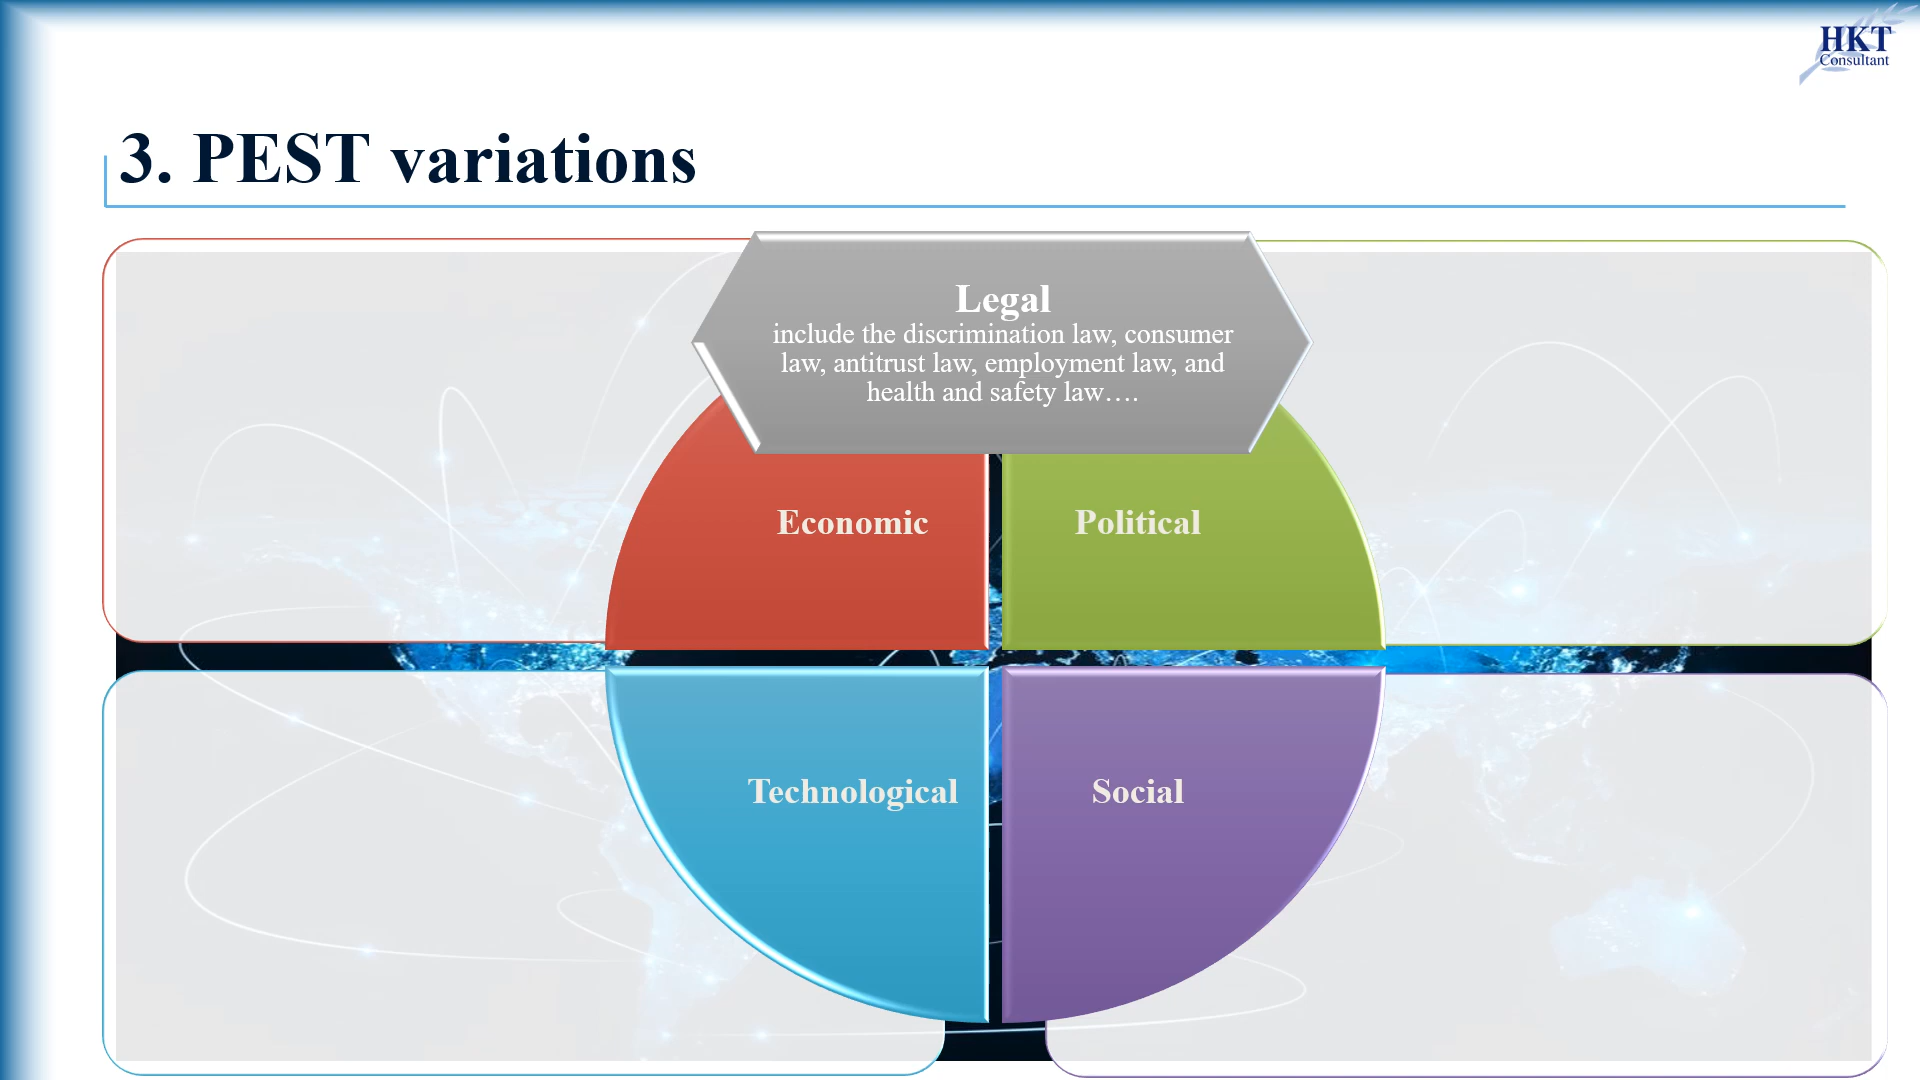 HKT
Consultant
3. PEST variations
Legal
include the discrimination law, consumer
law, antitrust law, employment law, and
health and safety law….
Economic
Political
Technological
Social